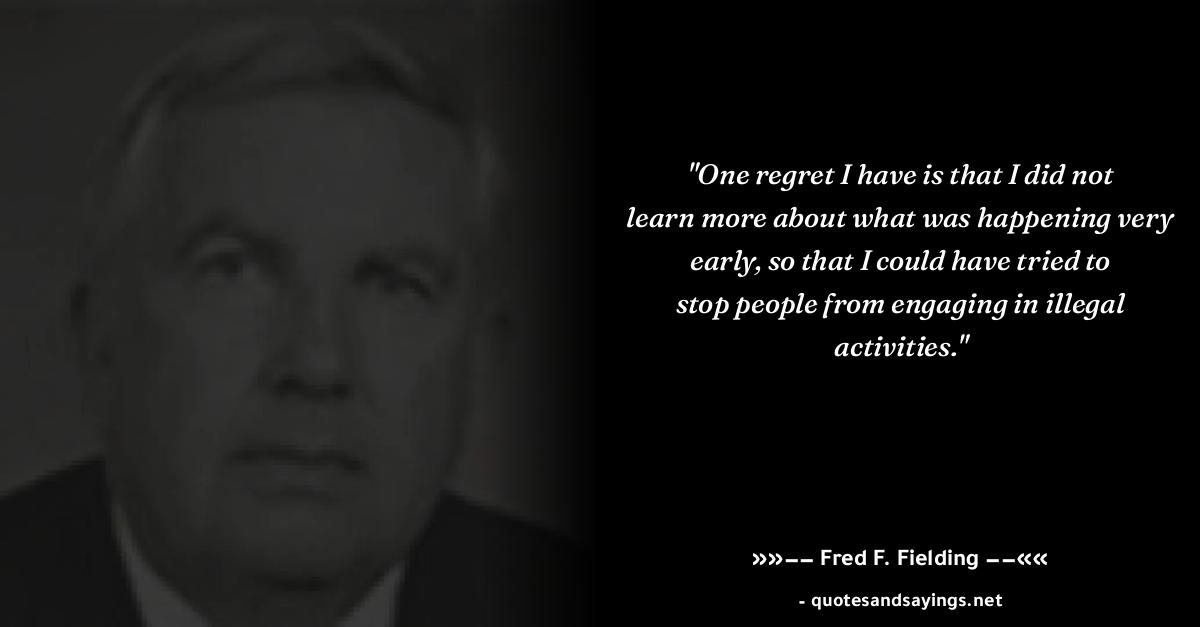 "One regret I have is that I did not
learn more about what was happening very
early, so that I could have tried to
stop people from engaging in illegal
activities."
»»–– Fred F. Fielding ––««
- quotesandsayings.net